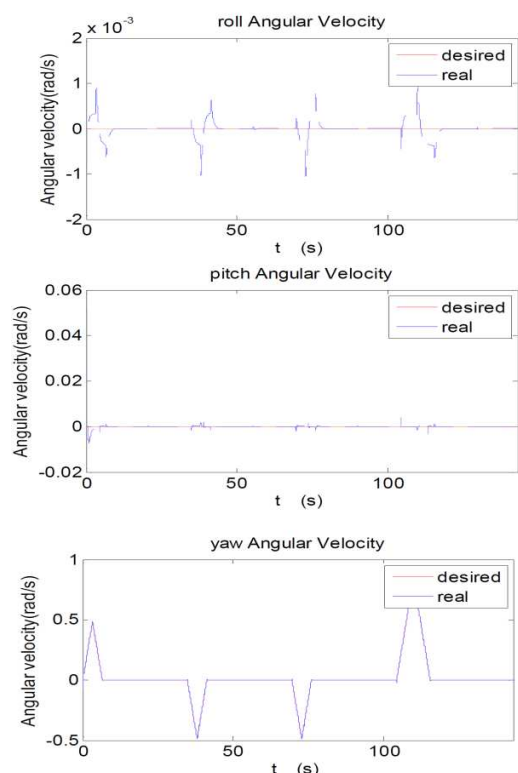 roll Angular Velocity
x 10^-3
2
1
0
-1
-2
Angular velocity(rad/s)
desired
real
0
50
100
t (s)
pitch Angular Velocity
0.06
0.04
0.02
0
-0.02
Angular velocity(rad/s)
desired
real
0
50
100
t (s)
yaw Angular Velocity
1
0.5
0
-0.5
Angular velocity(rad/s)
desired
real
0
50
100
t (s)